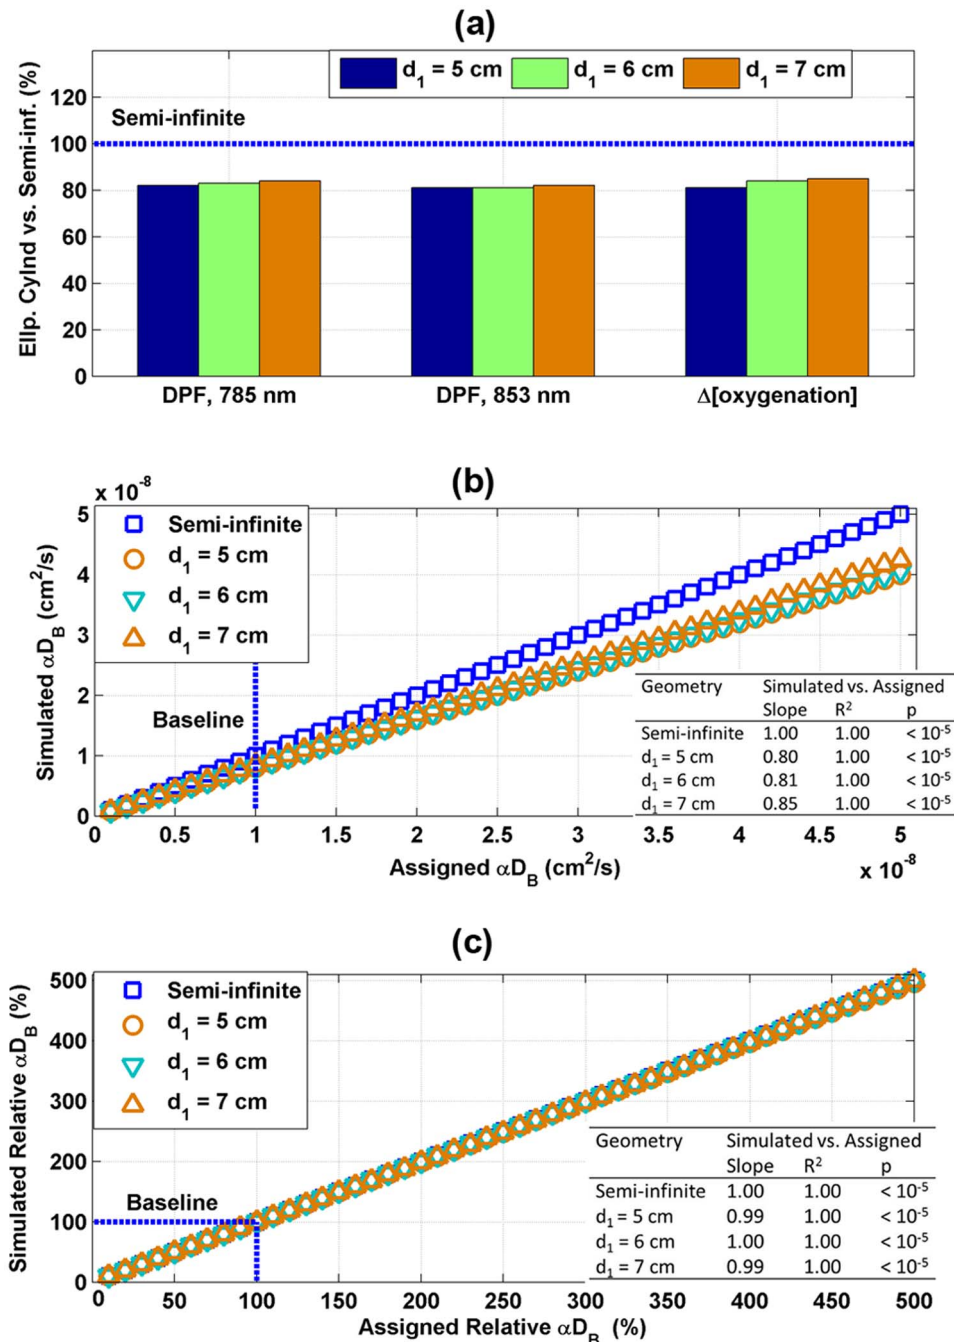 (a)
d1 = 5 cm d1 = 6 cm d1 = 7 cm
Semi-infinite
120
100
80
60
40
20
0
Ellp. Cylnd vs. Semi-inf. (%)
DPF, 785 nm DPF, 853 nm Δ[oxygenation]
(b)
x 10^-8
5
4
3
2
1
0
Simulated αD_B (cm²/s)
Semi-infinite
d1 = 5 cm
d1 = 6 cm
d1 = 7 cm
Baseline
Geometry Simulated vs. Assigned
Slope R² p
Semi-infinite 1.00 1.00 < 10^-5
d1 = 5 cm 0.80 1.00 < 10^-5
d1 = 6 cm 0.81 1.00 < 10^-5
d1 = 7 cm 0.85 1.00 < 10^-5
0 0.5 1 1.5 2 2.5 3 3.5 4 4.5 5
Assigned αD_B (cm²/s)
x 10^-8
(c)
500
400
300
200
100
0
Simulated Relative αD_B (%)
Semi-infinite
d1 = 5 cm
d1 = 6 cm
d1 = 7 cm
Baseline
Geometry Simulated vs. Assigned
Slope R² p
Semi-infinite 1.00 1.00 < 10^-5
d1 = 5 cm 0.99 1.00 < 10^-5
d1 = 6 cm 1.00 1.00 < 10^-5
d1 = 7 cm 0.99 1.00 < 10^-5
0 50 100 150 200 250 300 350 400 450 500
Assigned Relative αD_B (%)